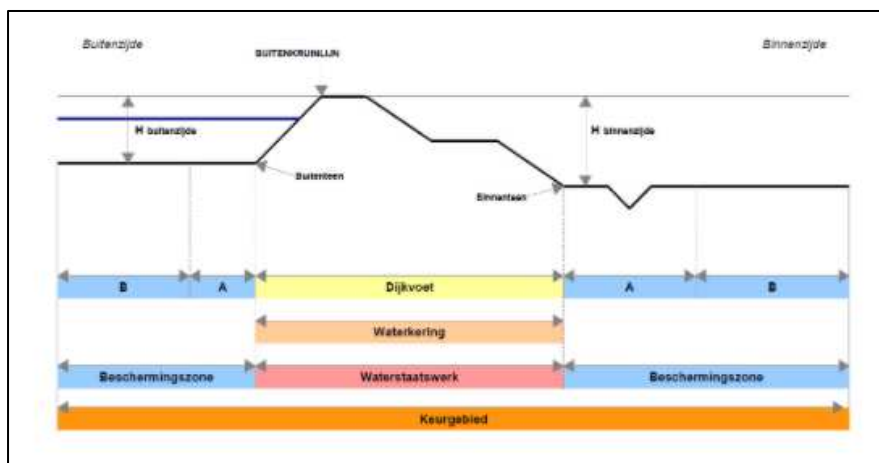 Buitenzijde
Binnenzijde
BUITENKRUINLIJN
H buitenzijde
H binnenzijde
Buitenteen
Binnenteen
B
A
Dijkvoet
A
B
Waterkering
Beschermingszone
Waterstaatswerk
Beschermingszone
Keurgebied